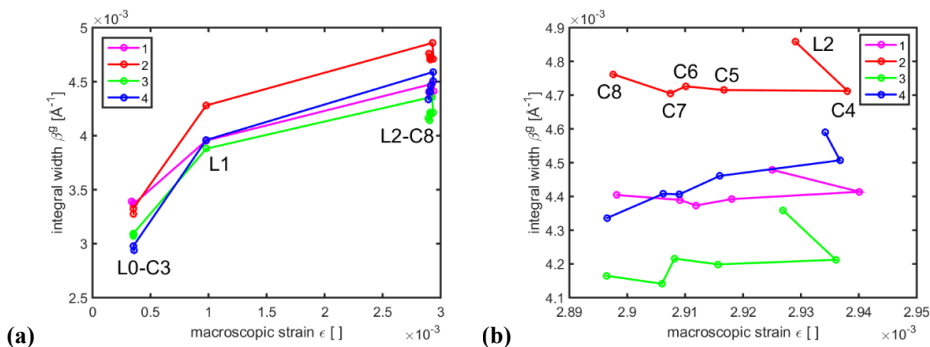 ×10⁻³
5
4.5
4
3.5
3
2.5
integral width βᵍ [Å⁻¹]
1
2
3
4
L2-C8
L1
L0-C3
0 0.5 1 1.5 2 2.5 3
macroscopic strain ϵ [ ]
×10⁻³
(a)
×10⁻³
4.9
4.8
4.7
4.6
4.5
4.4
4.3
4.2
4.1
integral width βᵍ [Å⁻¹]
L2
1
2
3
4
C8
C7
C6
C5
C4
2.89 2.9 2.91 2.92 2.93 2.94 2.95
macroscopic strain ϵ [ ]
×10⁻³
(b)